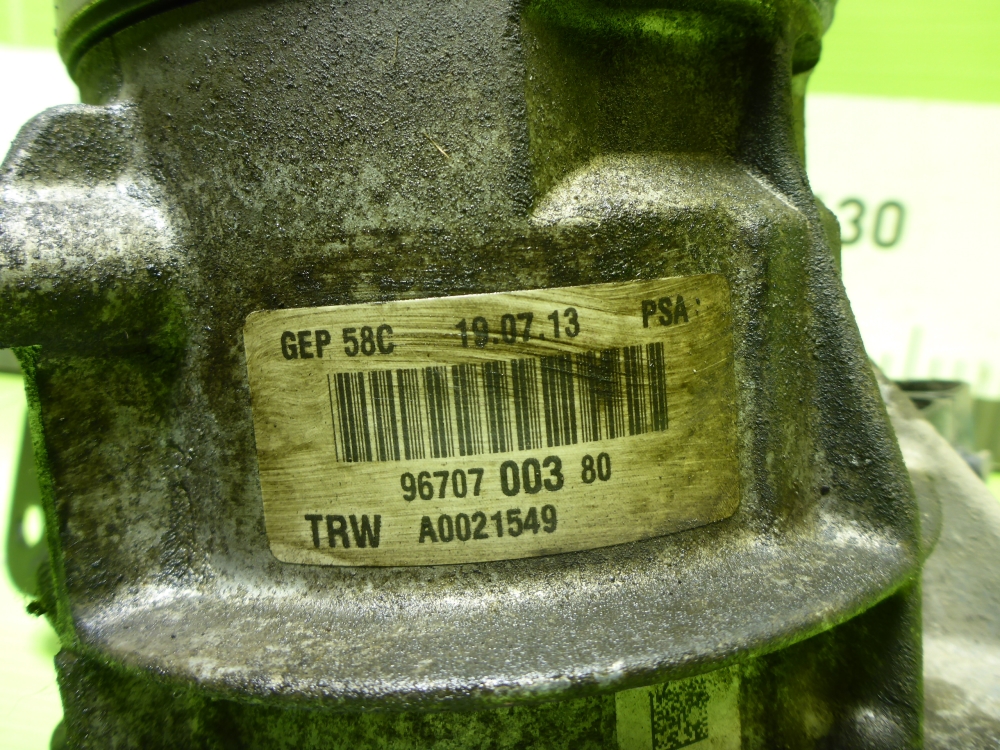 GEP 58C 19.07.13 PSA :
96707 003 80
TRW A0021549
30